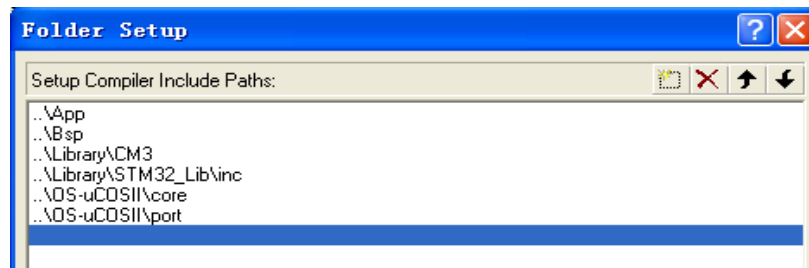 Folder Setup
Setup Compiler Include Paths:
..\App
..\Bsp
..\Library\CM3
..\Library\STM32_Lib\inc
..\OS-uCOSII\core
..\OS-uCOSII\port